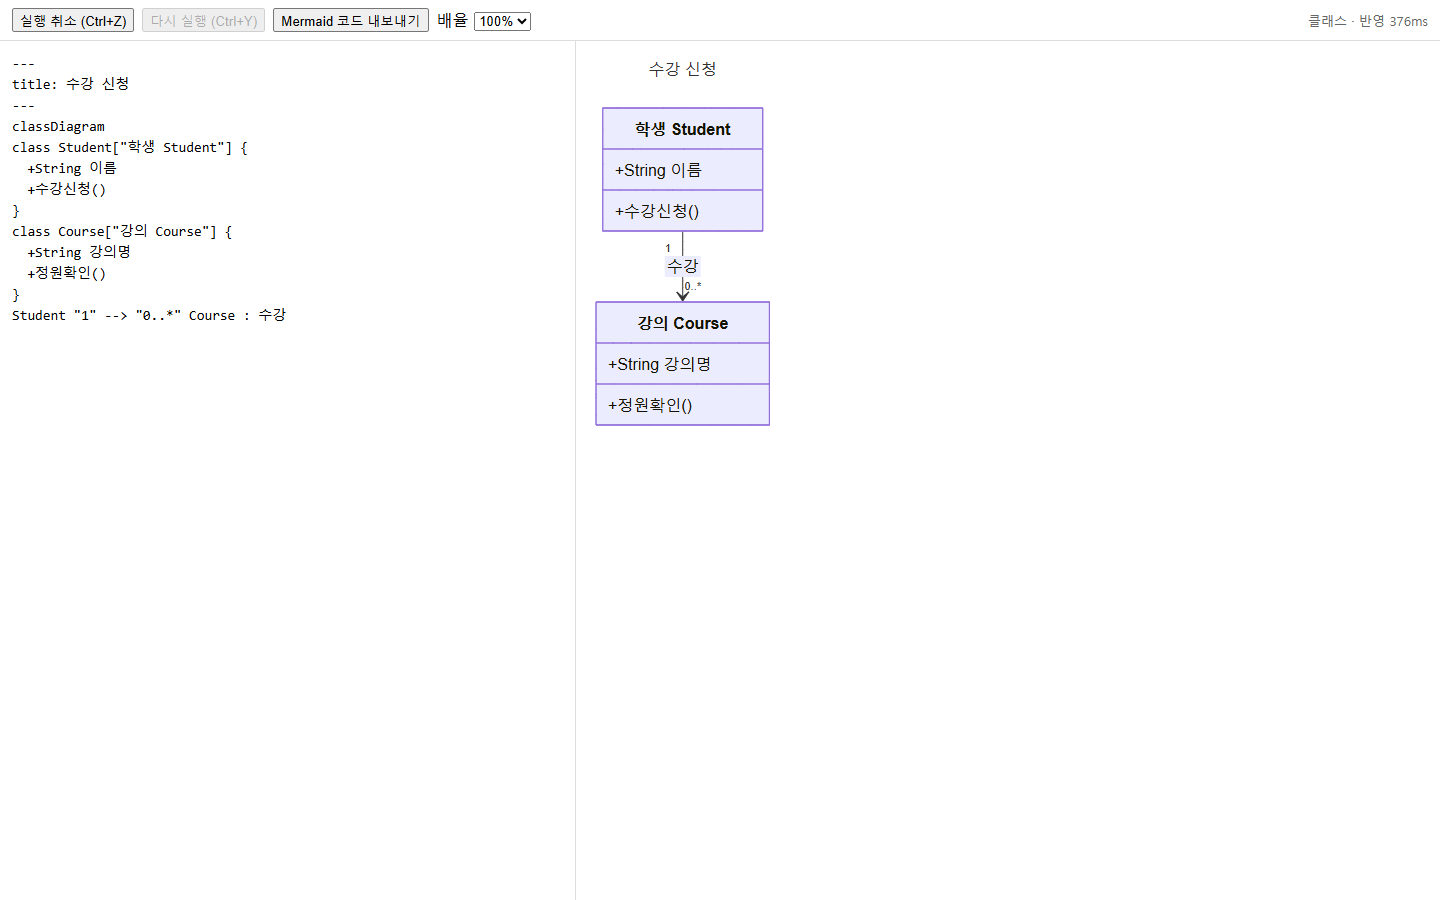 실행 취소 (Ctrl+Z) 다시 실행 (Ctrl+Y) Mermaid 코드 내보내기 배율 100% 클래스 · 반영 376ms
---
title: 수강 신청
---
classDiagram
class Student["학생 Student"] {
  +String 이름
  +수강신청()
}
class Course["강의 Course"] {
  +String 강의명
  +정원확인()
}
Student "1" --> "0..*" Course : 수강
수강 신청
학생 Student
+String 이름
+수강신청()
1
수강
0..*
강의 Course
+String 강의명
+정원확인()